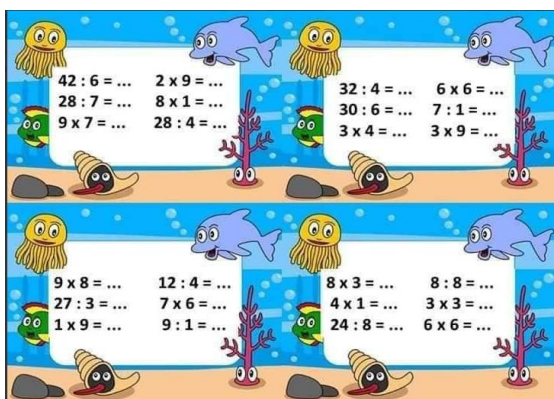 42 : 6 = ... 2 x 9 = ...
28 : 7 = ... 8 x 1 = ...
9 x 7 = ... 28 : 4 = ...
32 : 4 = ... 6 x 6 = ...
30 : 6 = ... 7 : 1 = ...
3 x 4 = ... 3 x 9 = ...
9 x 8 = ... 12 : 4 = ...
27 : 3 = ... 7 x 6 = ...
1 x 9 = ... 9 : 1 = ...
8 x 3 = ... 8 : 8 = ...
4 x 1 = ... 3 x 3 = ...
24 : 8 = ... 6 x 6 = ...